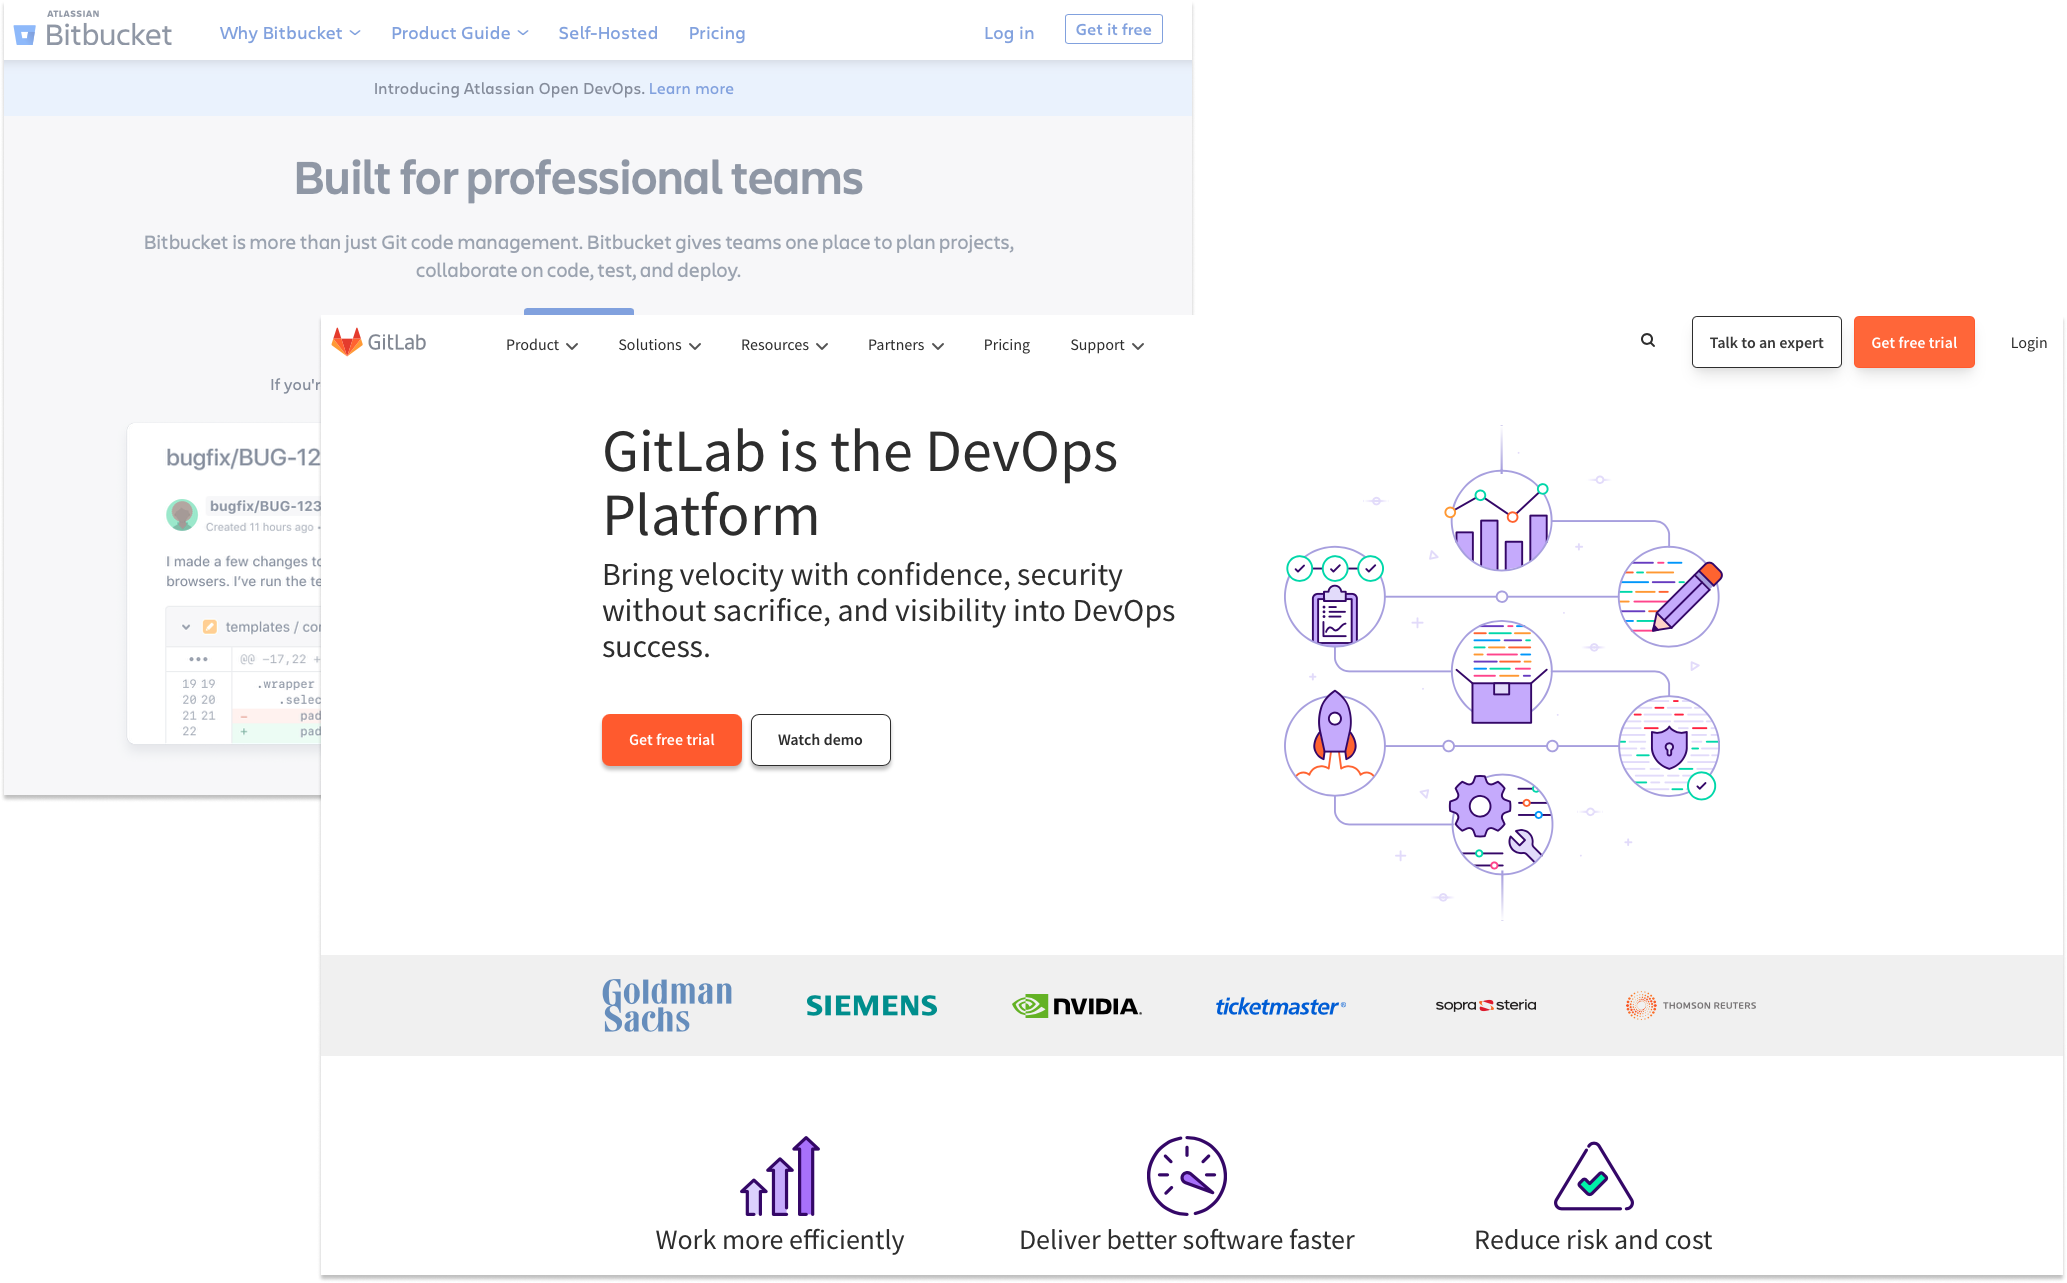 ATLASSIAN
Bitbucket
Why Bitbucket
Product Guide
Self-Hosted
Pricing
Log in
Get it free
Introducing Atlassian Open DevOps. Learn more
Built for professional teams
Bitbucket is more than just Git code management. Bitbucket gives teams one place to plan projects,
collaborate on code, test, and deploy.
If you'r
bugfix/BUG-12
bugfix/BUG-123
Created 11 hours ago
I made a few changes to
browsers. I've run the te
templates / cor
••• @@ -17,22 +
19 19 .wrapper
20 20 .selec
21 21 - pad
22 + pad
GitLab
Product
Solutions
Resources
Partners
Pricing
Support
Talk to an expert
Get free trial
Login
GitLab is the DevOps
Platform
Bring velocity with confidence, security
without sacrifice, and visibility into DevOps
success.
Get free trial
Watch demo
Goldman
Sachs
SIEMENS
NVIDIA.
ticketmaster®
sopra steria
THOMSON REUTERS
Work more efficiently
Deliver better software faster
Reduce risk and cost